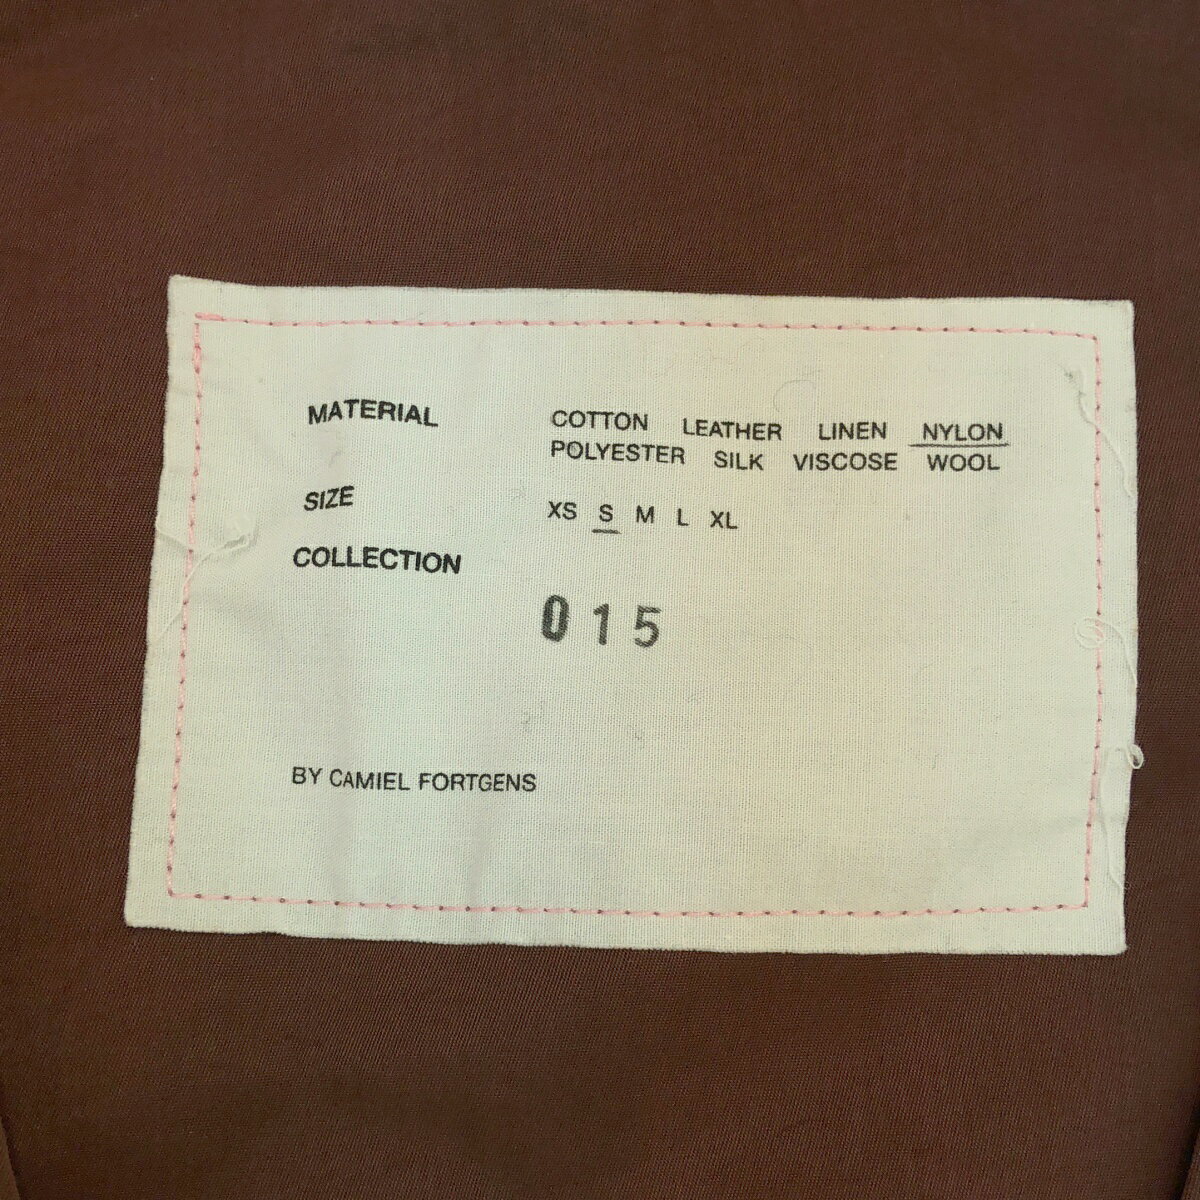 MATERIAL COTTON LEATHER LINEN NYLON
POLYESTER SILK VISCOSE WOOL
SIZE XS S M L XL
COLLECTION
015
BY CAMIEL FORTGENS